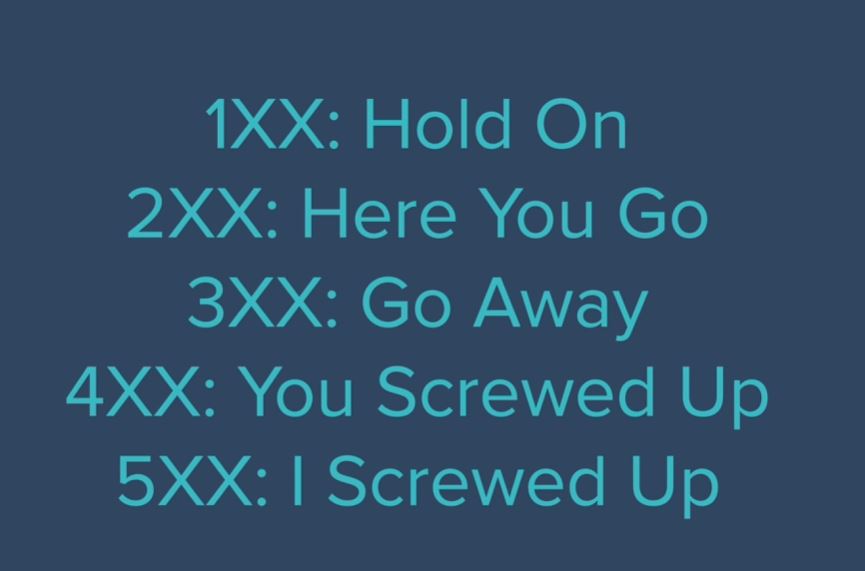 1XX: Hold On
2XX: Here You Go
3XX: Go Away
4XX: You Screwed Up
5XX: I Screwed Up